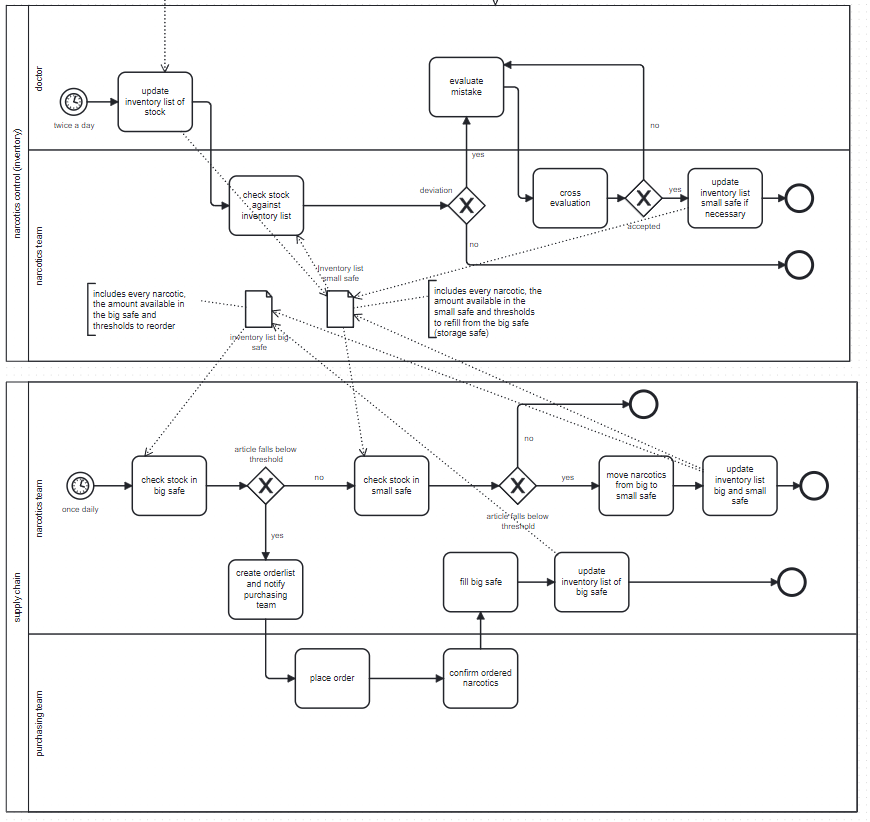 narcotics control (inventory)
doctor
twice a day
update
inventory list of
stock
evaluate
mistake
yes
no
narcotics team
check stock
against
inventory list
deviation
no
cross
evaluation
yes
accepted
update
inventory list
small safe if
necessary
includes every narcotic,
the amount available in
the big safe and
thresholds to reorder
inventory list big
safe
Inventory list
small safe
includes every narcotic, the
amount available in the
small safe and thresholds
to refill from the big safe
(storage safe)
supply chain
narcotics team
once daily
check stock in
big safe
article falls below
threshold
no
yes
check stock in
small safe
no
yes
article falls below
threshold
move narcotics
from big to
small safe
update
inventory list
big and small
safe
create orderlist
and notify
purchasing
team
fill big safe
update
inventory list of
big safe
purchasing team
place order
confirm ordered
narcotics